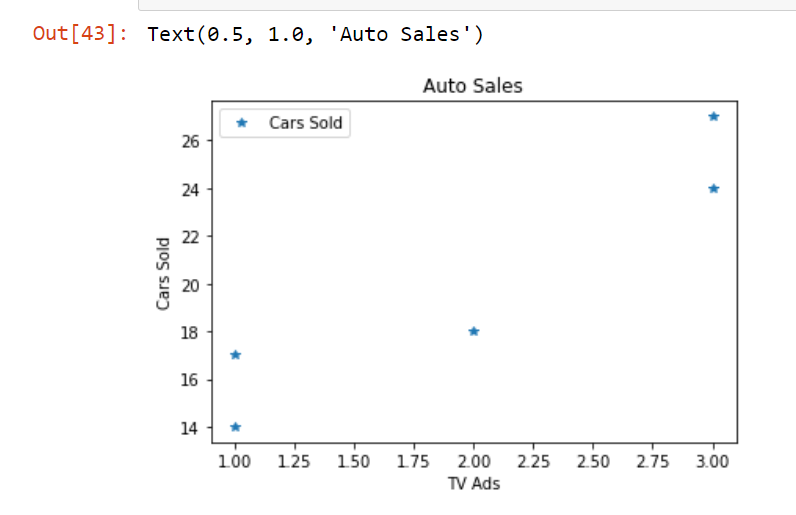 Out[43]: Text(0.5, 1.0, 'Auto Sales')
Auto Sales
Cars Sold
26
24
22
20
18
16
14
Cars Sold
1.00 1.25 1.50 1.75 2.00 2.25 2.50 2.75 3.00
TV Ads